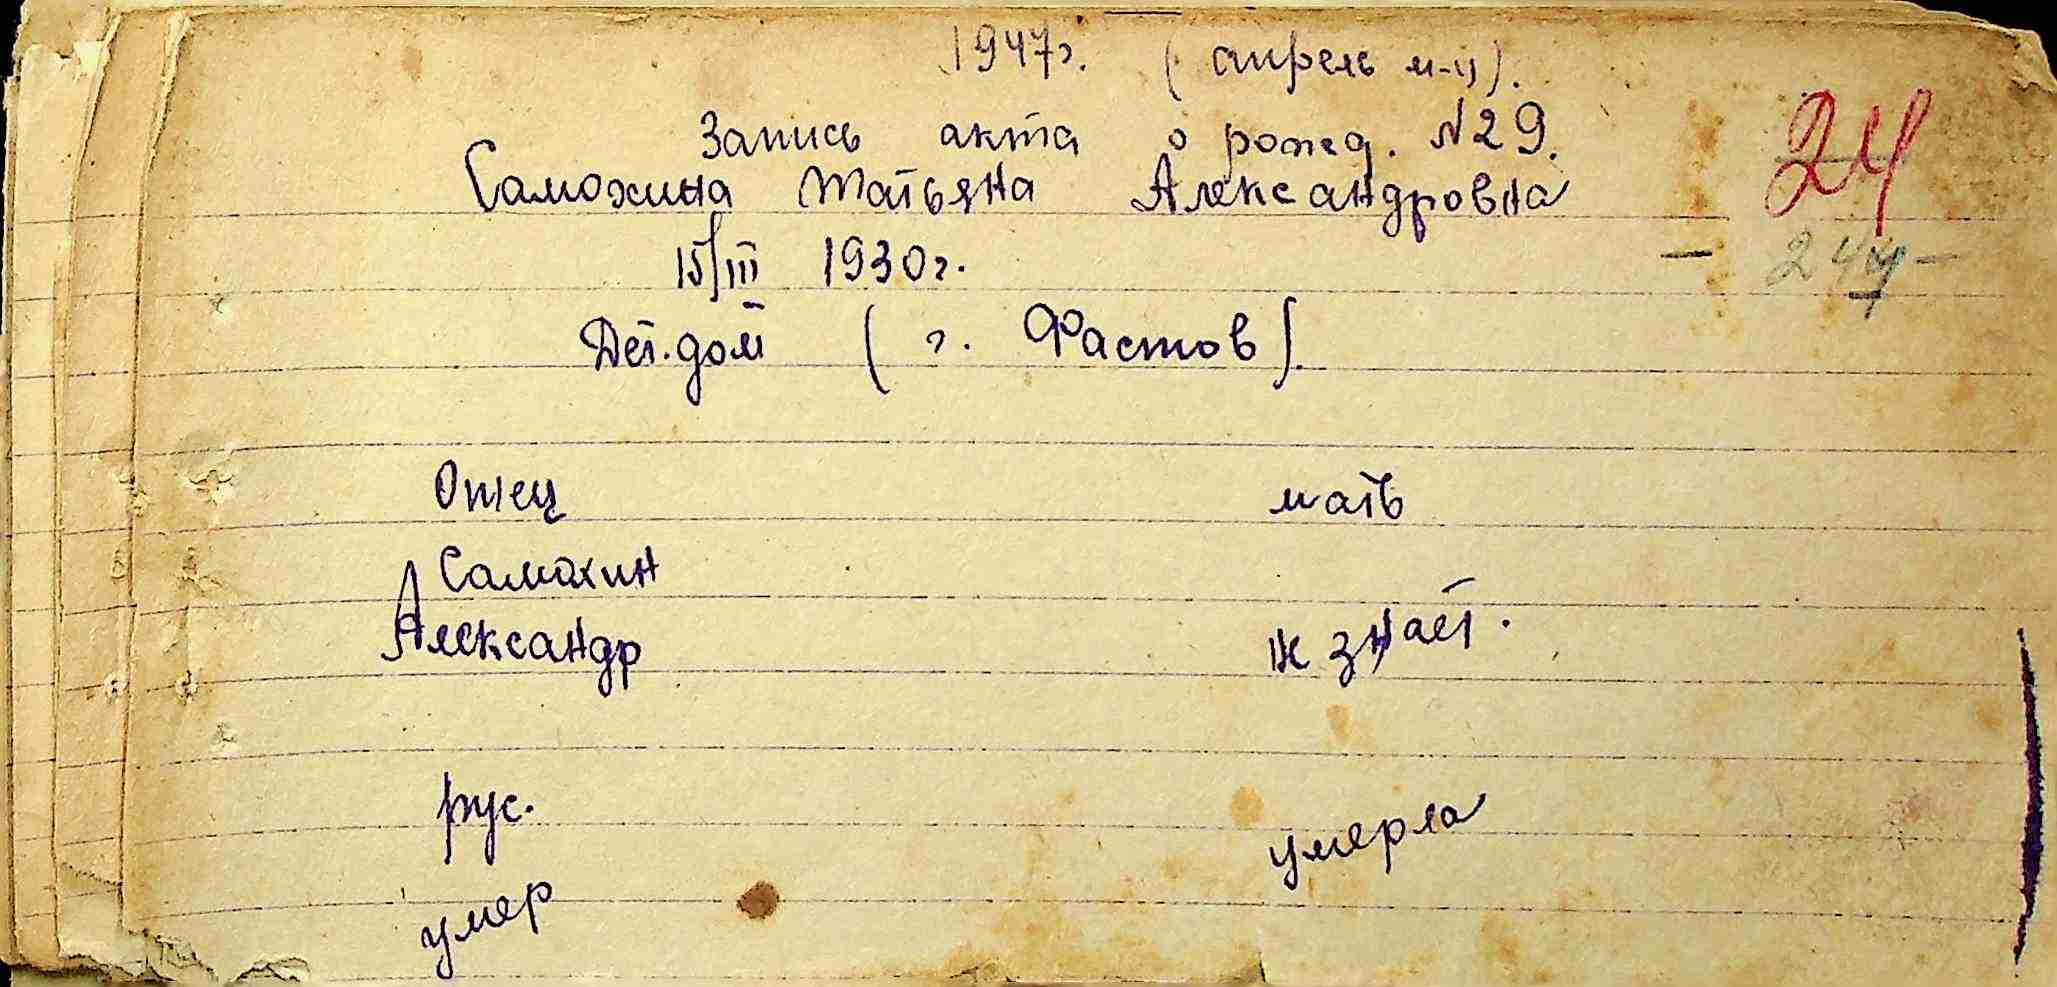 1947г. (апрель м-ц).
Запись акта о рожд. N29.
24
Самохина Татьяна Александровна
15/III 1930г.
— 244 —
Дет. дом (г. Фастов).
Отец мать
Самохин
Александр не знает.
рус.
умерла
умер